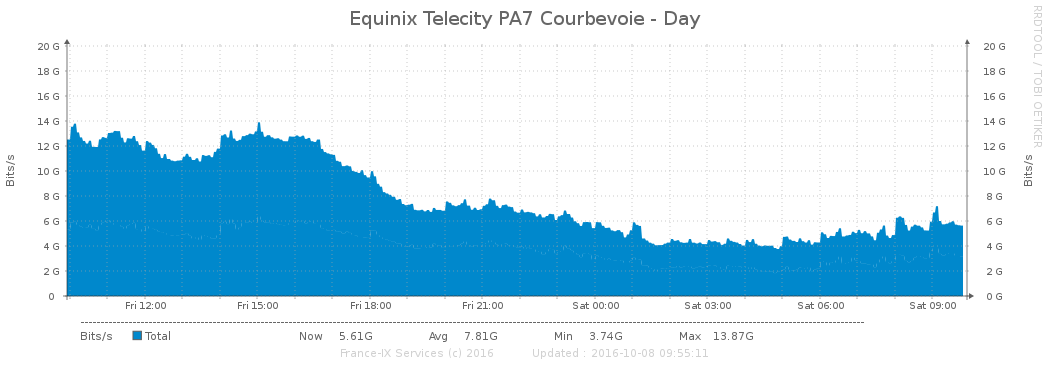 Equinix Telecity PA7 Courbevoie - Day
RRDTOOL / TOBI OETIKER
Bits/s
20 G
18 G
16 G
14 G
12 G
10 G
8 G
6 G
4 G
2 G
0
20 G
18 G
16 G
14 G
12 G
10 G
8 G
6 G
4 G
2 G
0 G
Bits/s
Fri 12:00 Fri 15:00 Fri 18:00 Fri 21:00 Sat 00:00 Sat 03:00 Sat 06:00 Sat 09:00
Bits/s Total Now 5.61G Avg 7.81G Min 3.74G Max 13.87G
France-IX Services (c) 2016 Updated : 2016-10-08 09:55:11